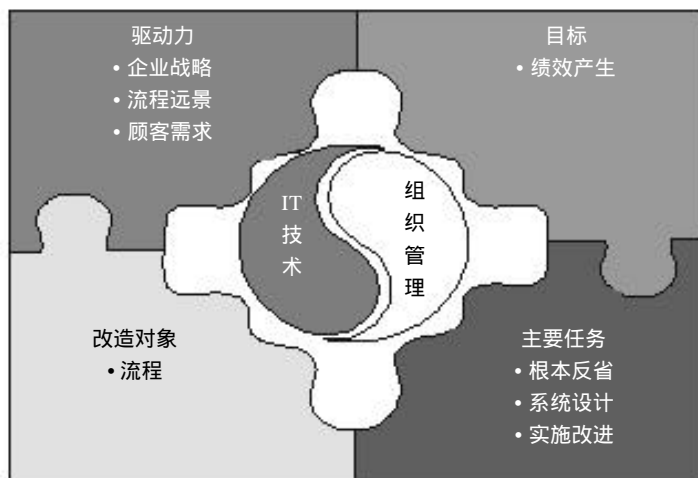 驱动力
• 企业战略
• 流程远景
• 顾客需求
目标
• 绩效产生
IT
技
术
组
织
管
理
改造对象
• 流程
主要任务
• 根本反省
• 系统设计
• 实施改进